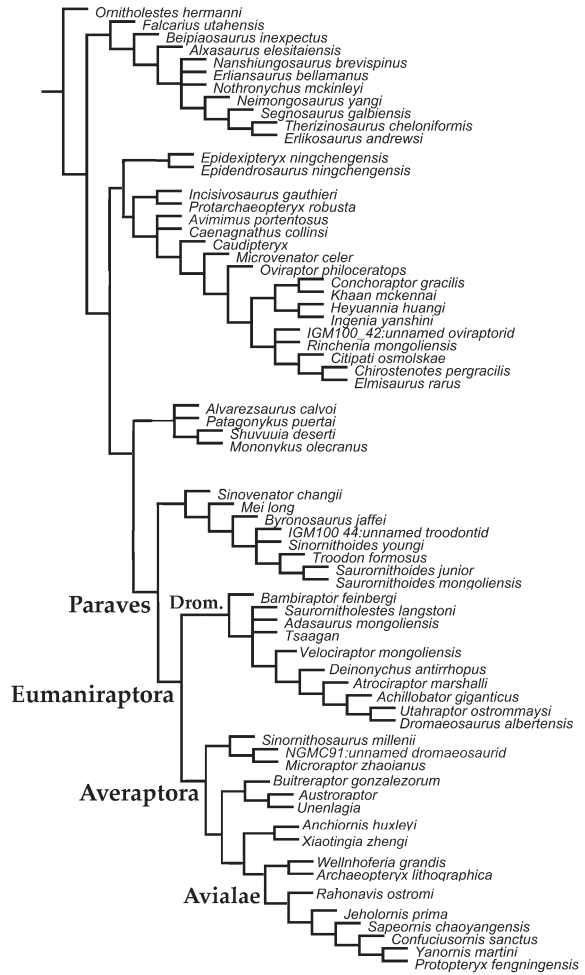 Ornitholestes hermanni
Falcarius utahensis
Beipiaosaurus inexpectus
Alxasaurus elesitaiensis
Nanshiungosaurus brevispinus
Erliansaurus bellamanus
Nothronychus mckinleyi
Neimongosaurus yangi
Segnosaurus galbiensis
Therizinosaurus cheloniformis
Erlikosaurus andrewsi
Epidexipteryx ningchengensis
Epidendrosaurus ningchengensis
Incisivosaurus gauthieri
Protarchaeopteryx robusta
Avimimus portentosus
Caenagnathus collinsi
Caudipteryx
Microvenator celer
Oviraptor philoceratops
Conchoraptor gracilis
Khaan mckennai
Heyuannia huangi
Ingenia yanshini
IGM100_42:unnamed oviraptorid
Rinchenia mongoliensis
Citipati osmolskae
Chirostenotes pergracilis
Elmisaurus rarus
Alvarezsaurus calvoi
Patagonykus puertai
Shuvuuia deserti
Mononykus olecranus
Sinovenator changii
Mei long
Byronosaurus jaffei
IGM100 44:unnamed troodontid
Sinornithoides youngi
Troodon formosus
Saurornithoides junior
Saurornithoides mongoliensis
Paraves
Drom.
Bambiraptor feinbergi
Saurornitholestes langstoni
Adasaurus mongoliensis
Tsaagan
Velociraptor mongoliensis
Deinonychus antirrhopus
Atrociraptor marshalli
Achillobator giganticus
Utahraptor ostrommaysi
Dromaeosaurus albertensis
Eumaniraptora
Sinornithosaurus millenii
NGMC91:unnamed dromaeosaurid
Microraptor zhaoianus
Averaptora
Buitreraptor gonzalezorum
Austroraptor
Unenlagia
Anchiornis huxleyi
Xiaotingia zhengi
Wellnhoferia grandis
Archaeopteryx lithographica
Avialae
Rahonavis ostromi
Jeholornis prima
Sapeornis chaoyangensis
Confuciusornis sanctus
Yanornis martini
Protopteryx fengningensis